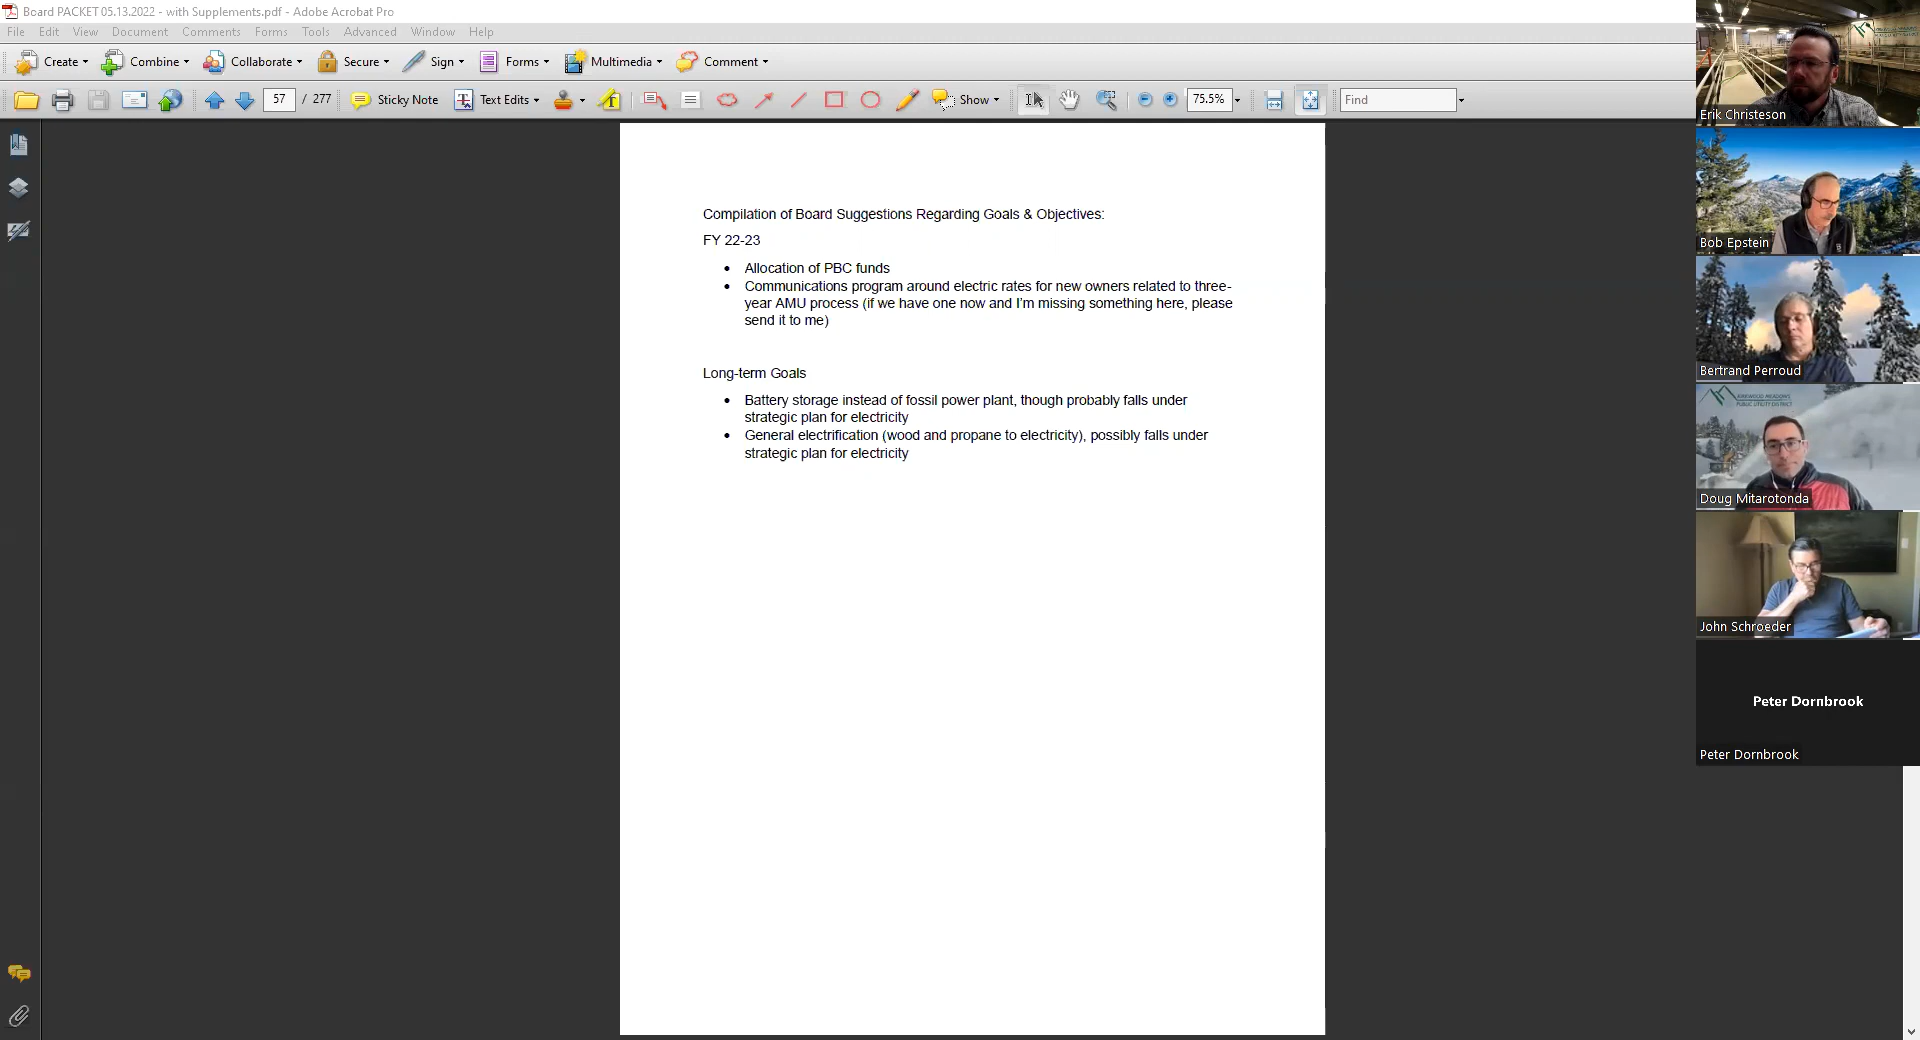 Board PACKET 05.13.2022 - with Supplements.pdf - Adobe Acrobat Pro
File Edit View Document Comments Forms Tools Advanced Window Help
Create Combine Collaborate Secure Sign Forms Multimedia Comment
57 / 277 Sticky Note Text Edits Show 75.5% Find
Compilation of Board Suggestions Regarding Goals & Objectives:
FY 22-23
• Allocation of PBC funds
• Communications program around electric rates for new owners related to three-
year AMU process (if we have one now and I'm missing something here, please
send it to me)
Long-term Goals
• Battery storage instead of fossil power plant, though probably falls under
strategic plan for electricity
• General electrification (wood and propane to electricity), possibly falls under
strategic plan for electricity
Erik Christeson
Bob Epstein
Bertrand Perroud
KIRKWOOD MEADOWS
PUBLIC UTILITY DISTRICT
Doug Mitarotonda
John Schroeder
Peter Dornbrook
Peter Dornbrook